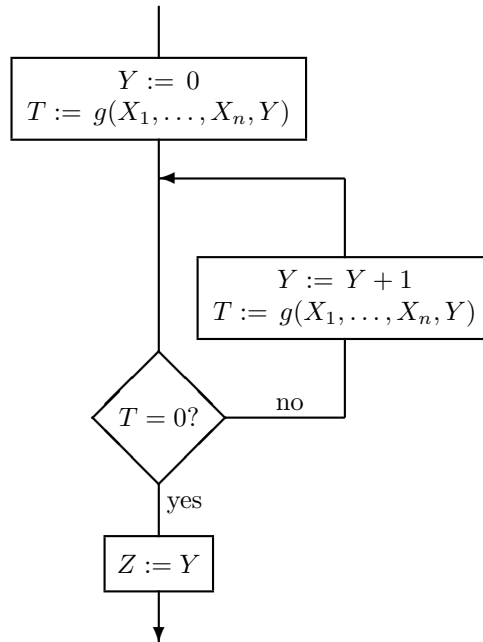 Y := 0
T := g(X₁, . . . , Xₙ, Y)
Y := Y + 1
T := g(X₁, . . . , Xₙ, Y)
T = 0?
no
yes
Z := Y